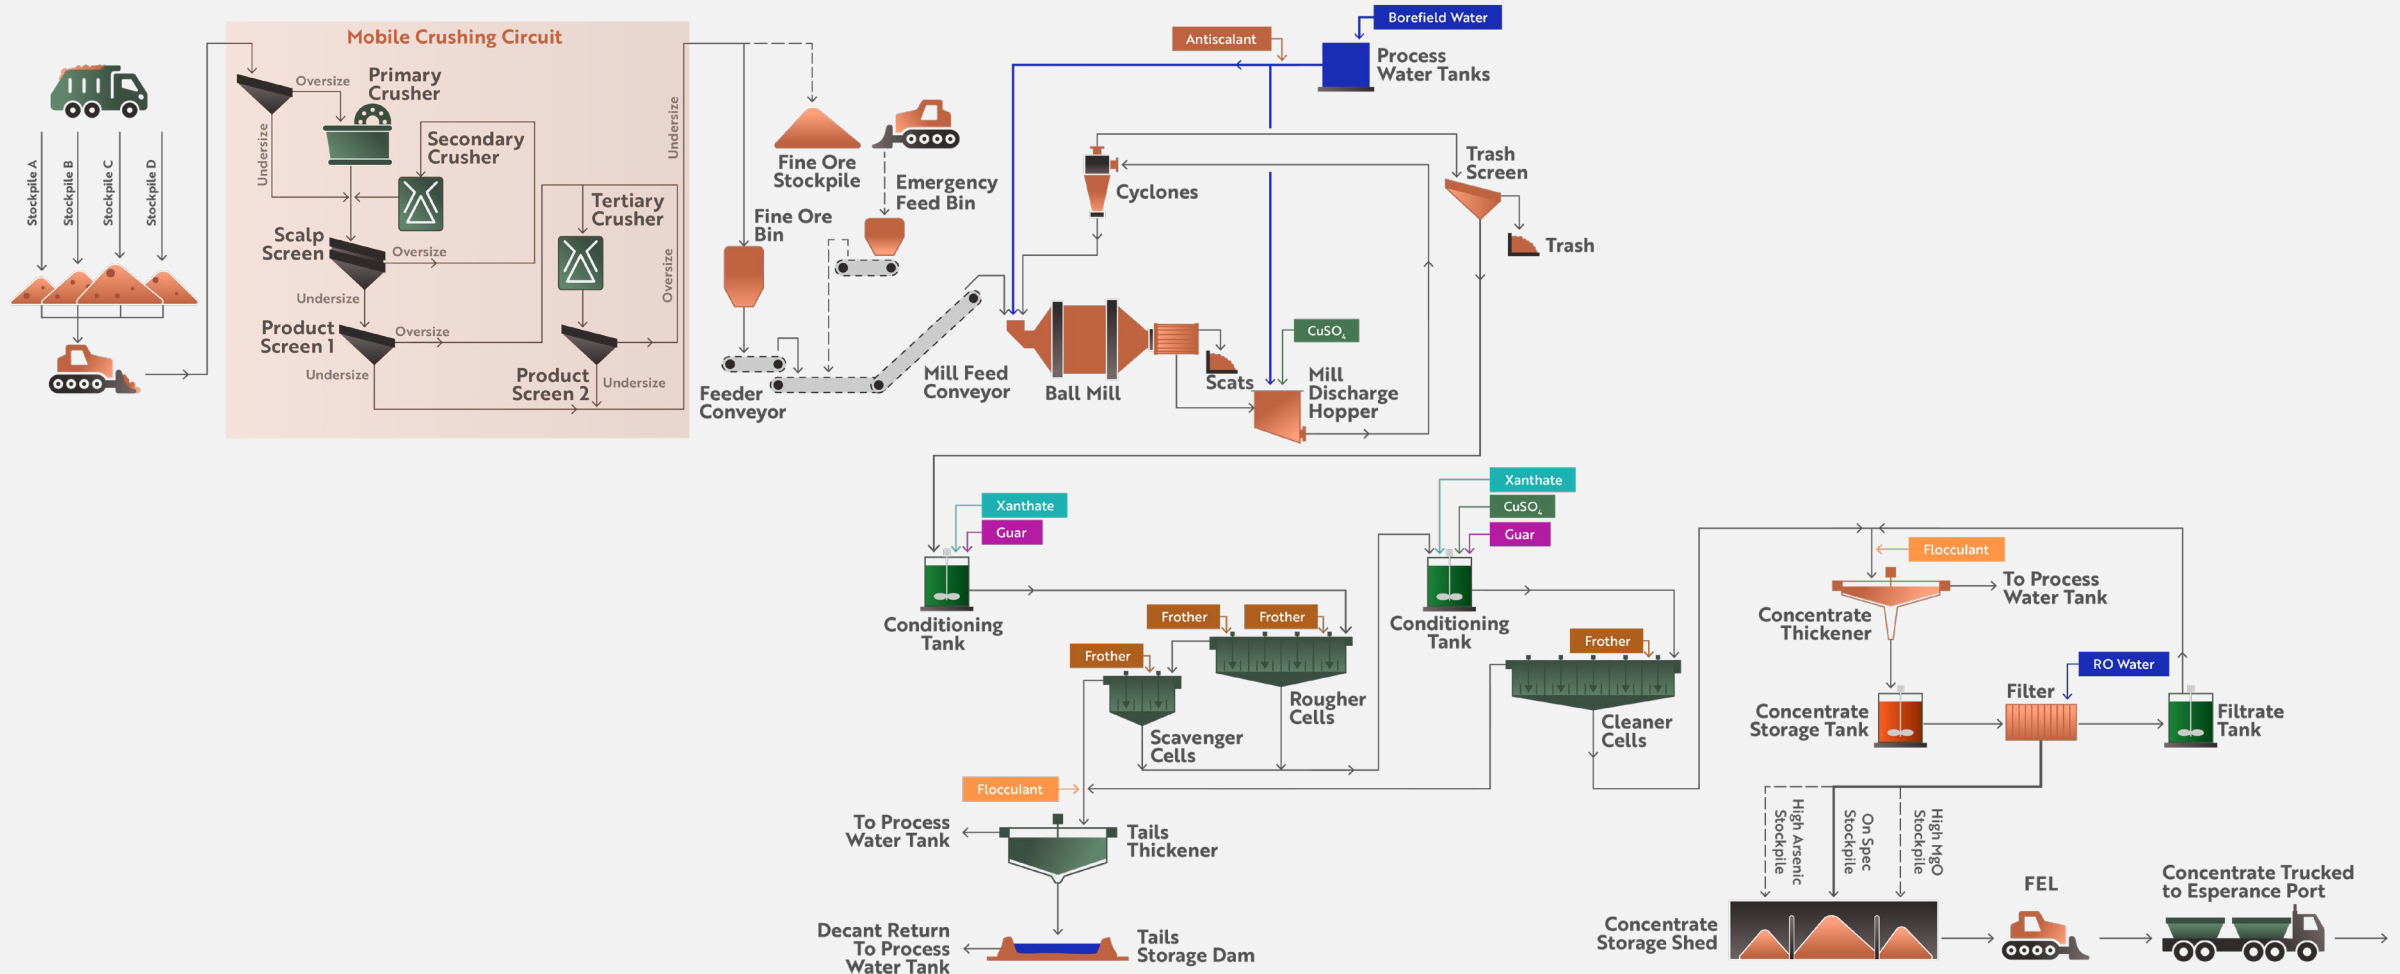 Mobile Crushing Circuit
Stockpile A
Stockpile B
Stockpile C
Stockpile D
Oversize
Primary
Crusher
Undersize
Secondary
Crusher
Scalp
Screen
Oversize
Undersize
Product
Screen 1
Oversize
Undersize
Tertiary
Crusher
Oversize
Product
Screen 2
Undersize
Undersize
Fine Ore
Stockpile
Fine Ore
Bin
Emergency
Feed Bin
Feeder
Conveyor
Mill Feed
Conveyor
Antiscalant
Borefield Water
Process
Water Tanks
Cyclones
Trash
Screen
Trash
Ball Mill
Scats
CuSO₄
Mill
Discharge
Hopper
Xanthate
Guar
Conditioning
Tank
Frother
Frother
Frother
Rougher
Cells
Scavenger
Cells
Xanthate
CuSO₄
Guar
Conditioning
Tank
Frother
Cleaner
Cells
Flocculant
To Process
Water Tank
Tails
Thickener
Decant Return
To Process
Water Tank
Tails
Storage Dam
Flocculant
To Process
Water Tank
Concentrate
Thickener
RO Water
Filter
Concentrate
Storage Tank
Filtrate
Tank
High Arsenic
Stockpile
On Spec
Stockpile
High MgO
Stockpile
Concentrate
Storage Shed
FEL
Concentrate Trucked
to Esperance Port